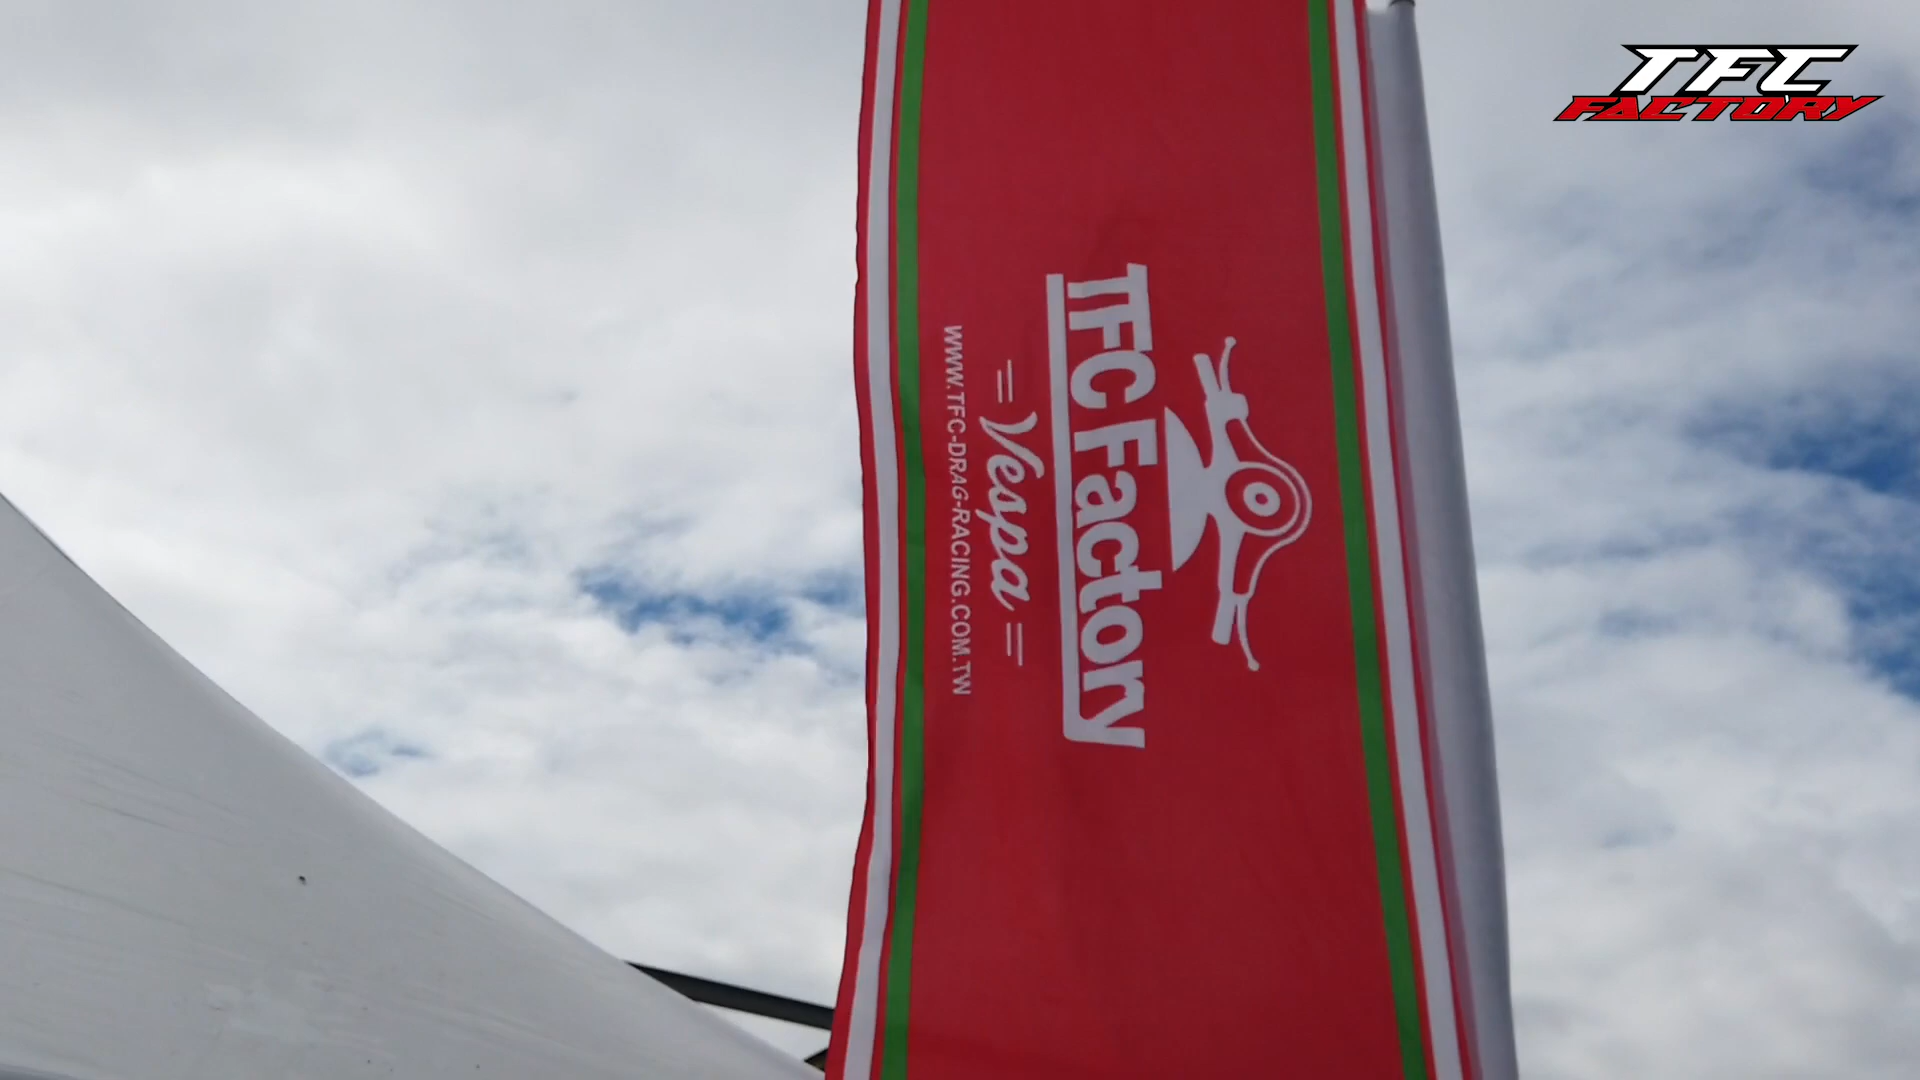 TFC
FACTORY
TFC Factory
= Vespa =
WWW.TFC-DRAG-RACING.COM.TW